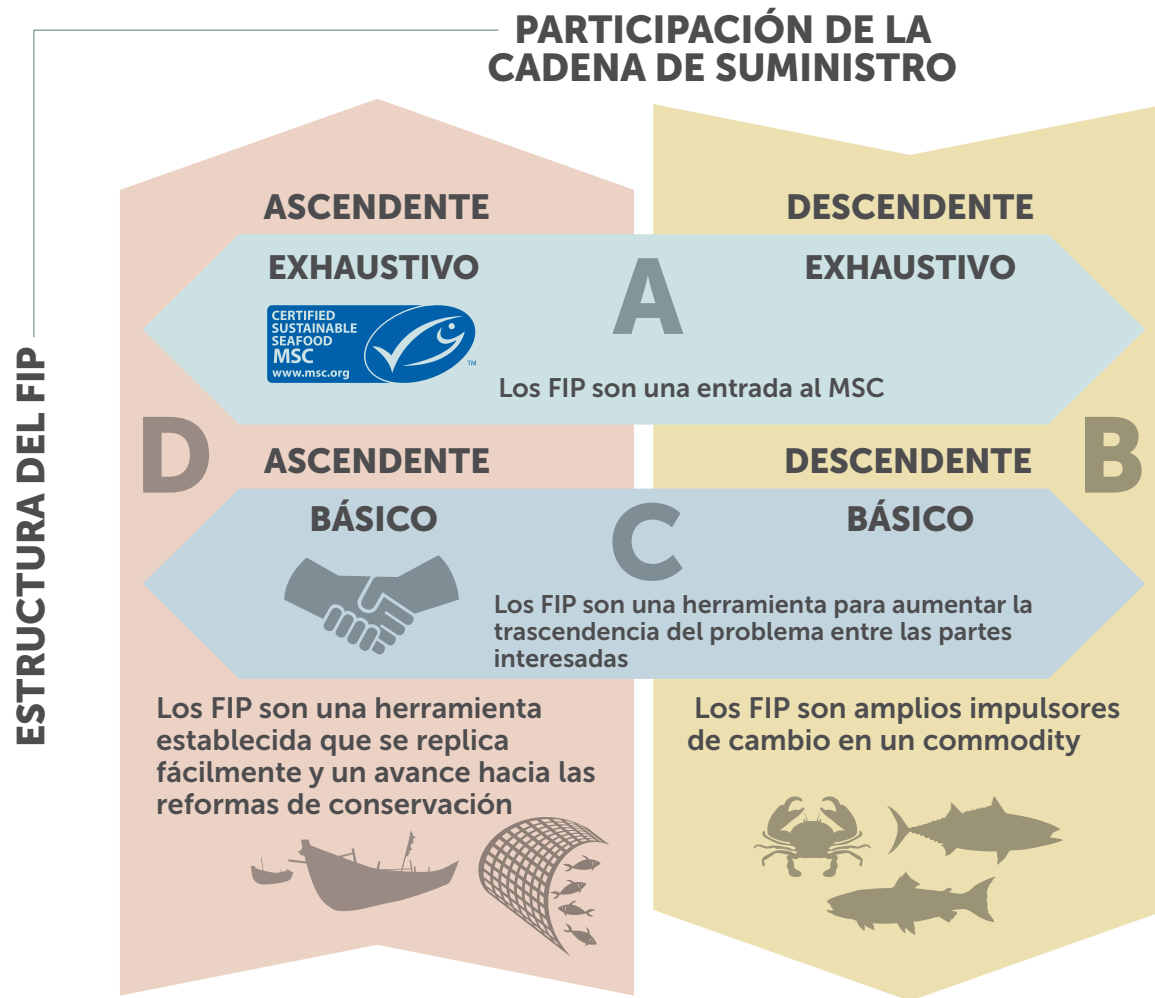 PARTICIPACIÓN DE LA
CADENA DE SUMINISTRO
ESTRUCTURA DEL FIP
ASCENDENTE
DESCENDENTE
EXHAUSTIVO
A
EXHAUSTIVO
CERTIFIED
SUSTAINABLE
SEAFOOD
MSC
www.msc.org
TM
Los FIP son una entrada al MSC
D
B
ASCENDENTE
DESCENDENTE
BÁSICO
C
BÁSICO
Los FIP son una herramienta para aumentar la
trascendencia del problema entre las partes
interesadas
Los FIP son una herramienta
establecida que se replica
fácilmente y un avance hacia las
reformas de conservación
Los FIP son amplios impulsores
de cambio en un commodity